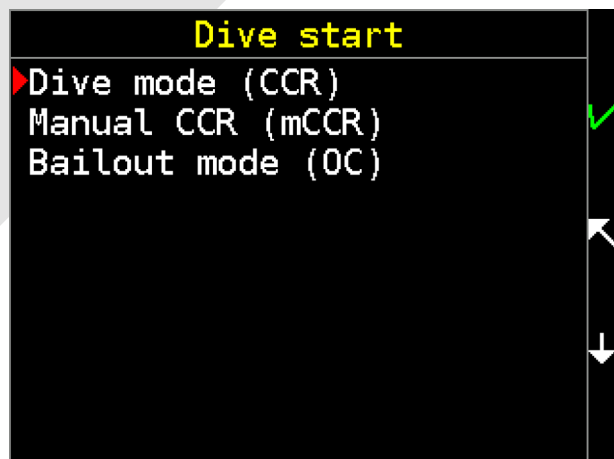 Dive start
Dive mode (CCR)
Manual CCR (mCCR)
Bailout mode (OC)